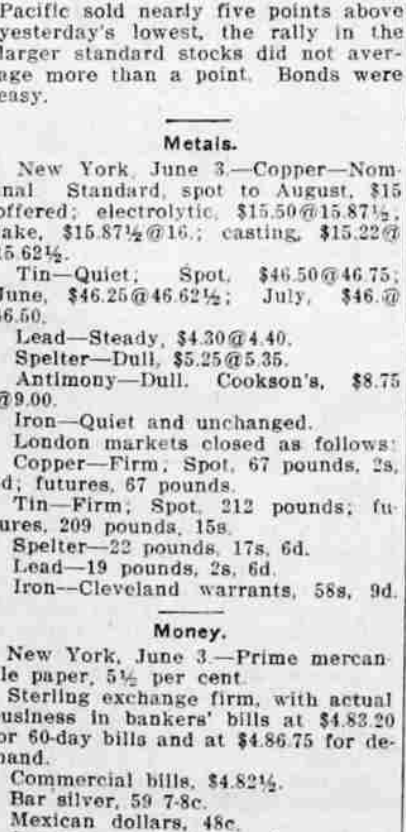 Pacific sold nearly five points above
yesterday's lowest, the rally in the
larger standard stocks did not aver-
age more than a point. Bonds were
easy.
Metals.
New York, June 3.—Copper—Nom-
inal Standard, spot to August, $15
offered; electrolytic, $15.50@15.87½,
lake, $15.87½@16.; casting, $15.22@
15.62½.
Tin—Quiet; Spot, $46.50@46.75;
June, $46.25@46.62½; July, $46.@
46.50.
Lead—Steady, $4.30@4.40.
Spelter—Dull, $5.25@5.35.
Antimony—Dull. Cookson's, $8.75
@9.00.
Iron—Quiet and unchanged.
London markets closed as follows:
Copper—Firm; Spot, 67 pounds, 2s,
d; futures, 67 pounds.
Tin—Firm; Spot, 212 pounds; fu-
tures, 209 pounds, 15s.
Spelter—22 pounds, 17s, 6d.
Lead—19 pounds, 2s, 6d.
Iron—Cleveland warrants, 58s, 9d.
Money.
New York, June 3.—Prime mercan-
tile paper, 5½ per cent.
Sterling exchange firm, with actual
business in bankers' bills at $4.83.20
for 60-day bills and at $4.86.75 for de-
mand.
Commercial bills, $4.82½.
Bar silver, 59 7-8c.
Mexican dollars, 48c.